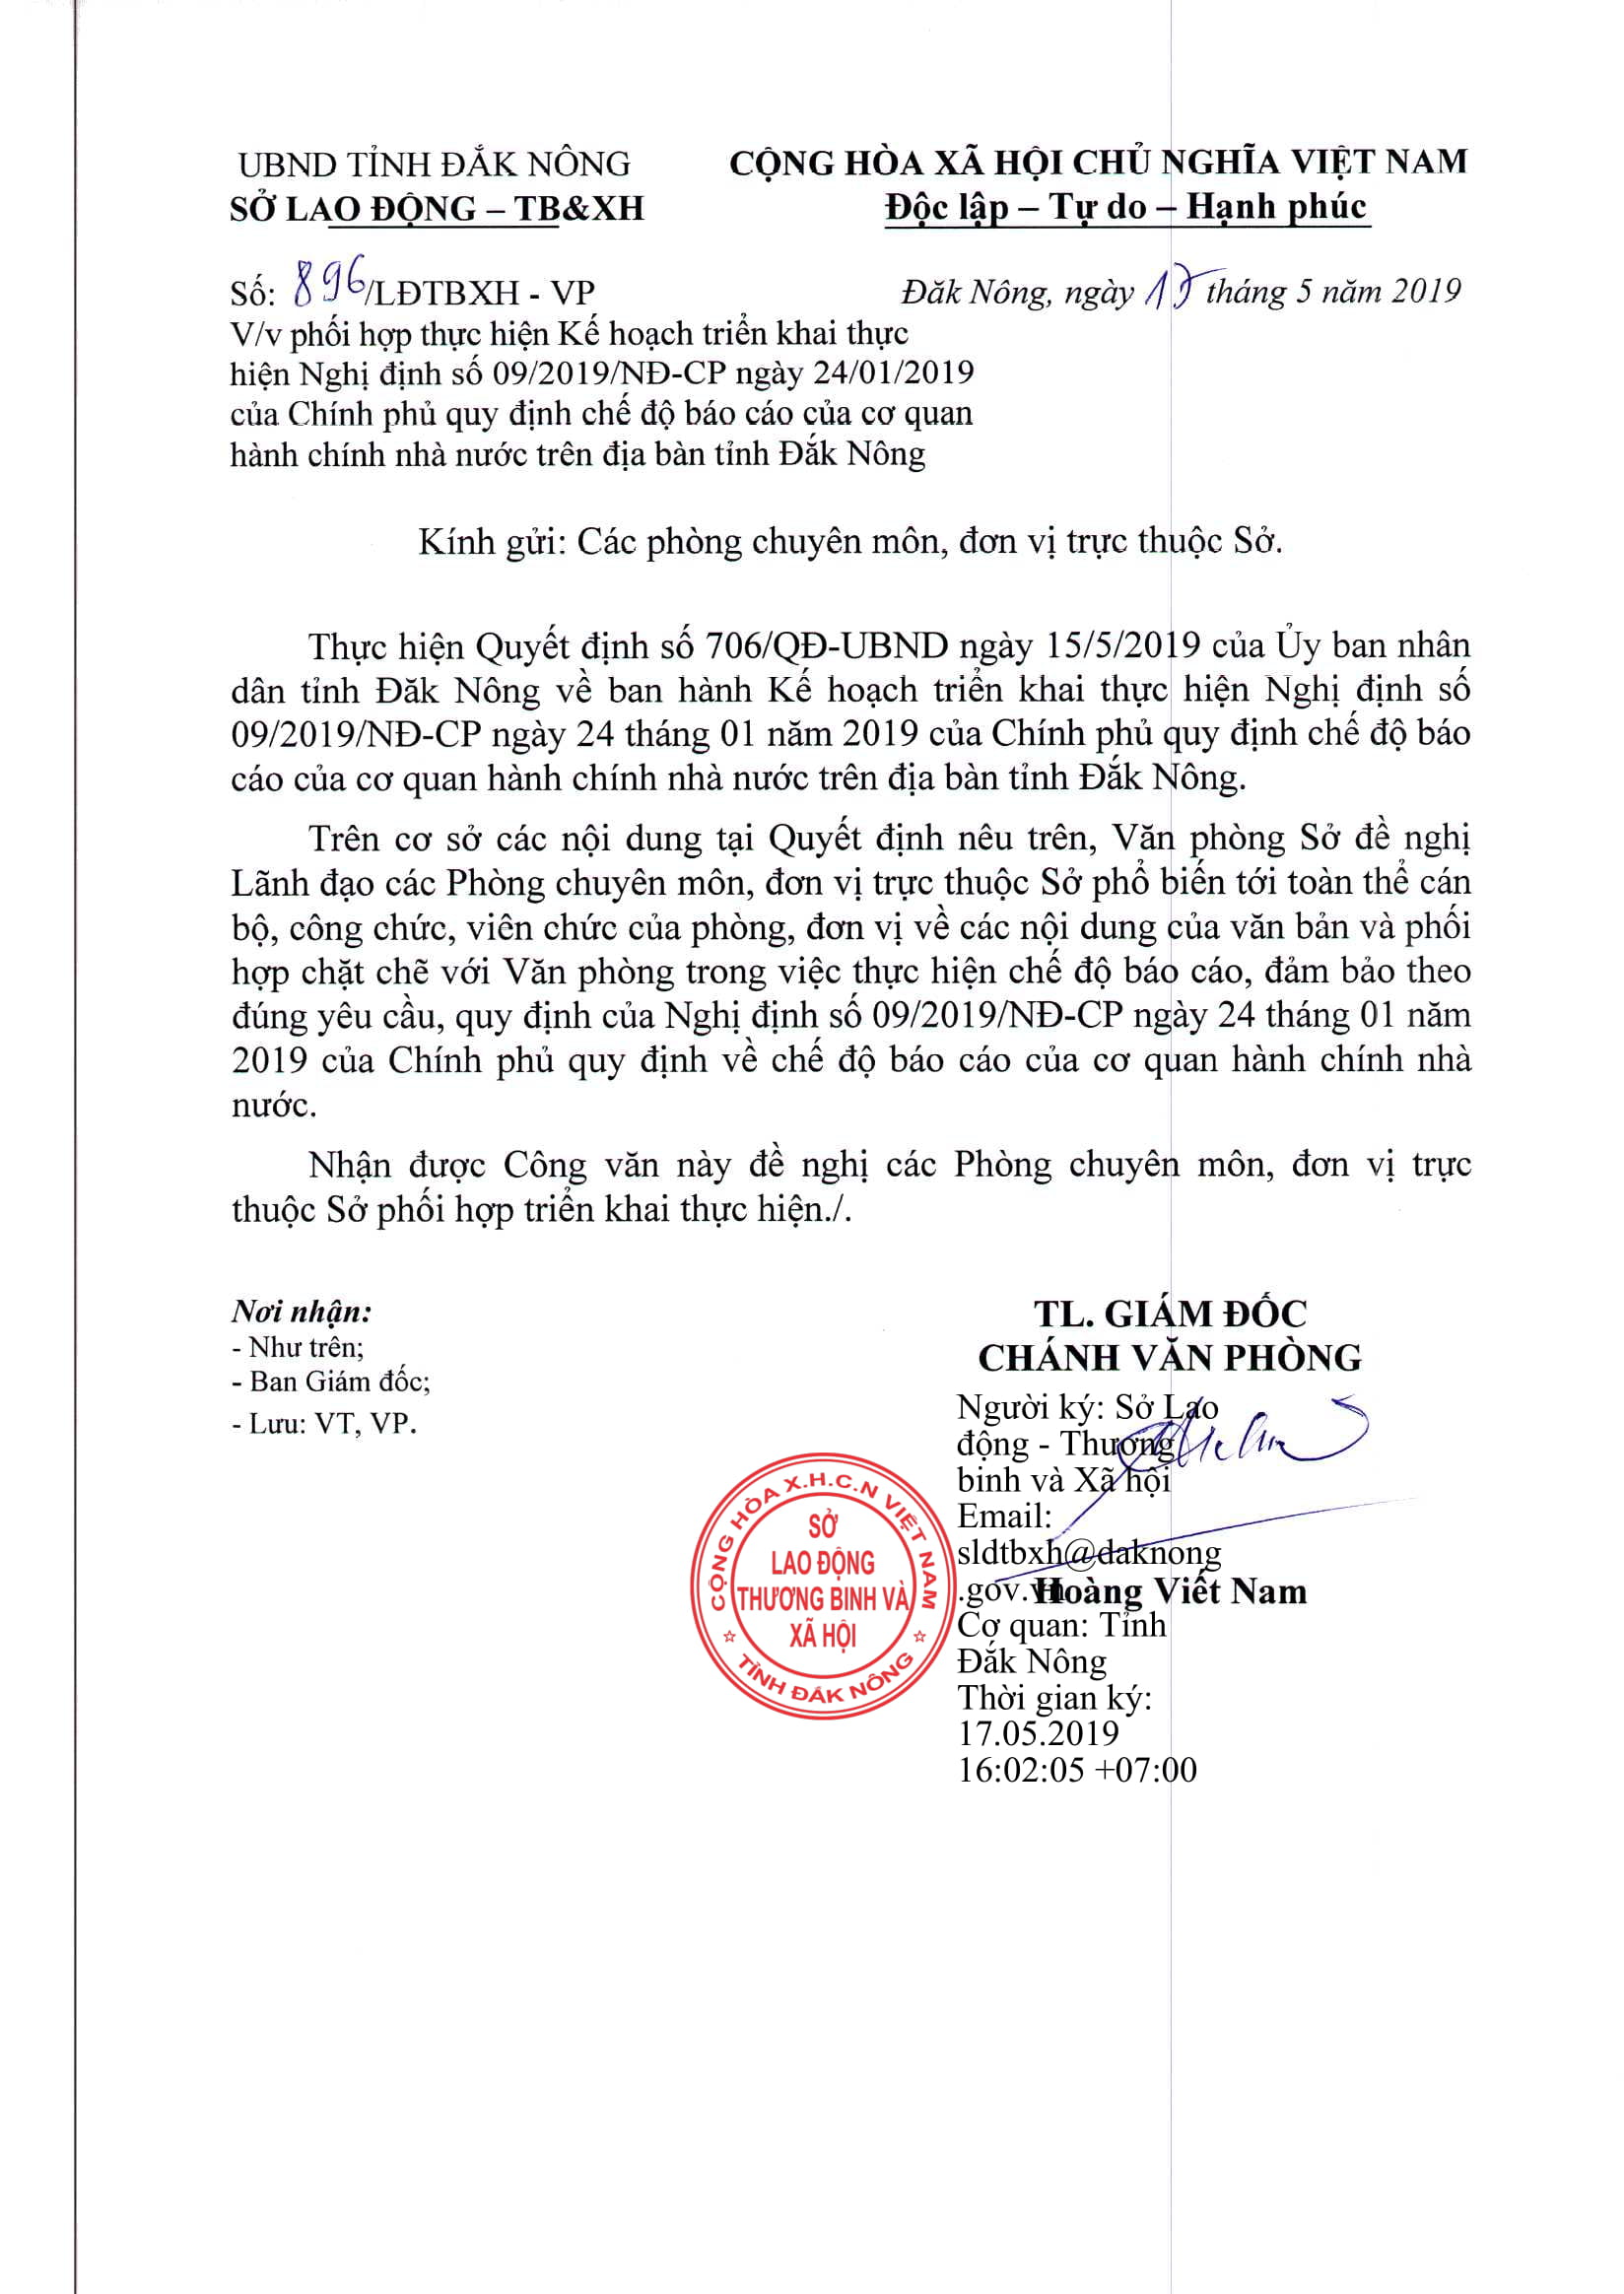 UBND TỈNH ĐẮK NÔNG
SỞ LAO ĐỘNG – TB&XH
CỘNG HÒA XÃ HỘI CHỦ NGHĨA VIỆT NAM
Độc lập – Tự do – Hạnh phúc
Số: 896/LĐTBXH - VP
Đăk Nông, ngày 17 tháng 5 năm 2019
V/v phối hợp thực hiện Kế hoạch triển khai thực
hiện Nghị định số 09/2019/NĐ-CP ngày 24/01/2019
của Chính phủ quy định chế độ báo cáo của cơ quan
hành chính nhà nước trên địa bàn tỉnh Đắk Nông
Kính gửi: Các phòng chuyên môn, đơn vị trực thuộc Sở.
Thực hiện Quyết định số 706/QĐ-UBND ngày 15/5/2019 của Ủy ban nhân
dân tỉnh Đăk Nông về ban hành Kế hoạch triển khai thực hiện Nghị định số
09/2019/NĐ-CP ngày 24 tháng 01 năm 2019 của Chính phủ quy định chế độ báo
cáo của cơ quan hành chính nhà nước trên địa bàn tỉnh Đắk Nông.
Trên cơ sở các nội dung tại Quyết định nêu trên, Văn phòng Sở đề nghị
Lãnh đạo các Phòng chuyên môn, đơn vị trực thuộc Sở phổ biến tới toàn thể cán
bộ, công chức, viên chức của phòng, đơn vị về các nội dung của văn bản và phối
hợp chặt chẽ với Văn phòng trong việc thực hiện chế độ báo cáo, đảm bảo theo
đúng yêu cầu, quy định của Nghị định số 09/2019/NĐ-CP ngày 24 tháng 01 năm
2019 của Chính phủ quy định về chế độ báo cáo của cơ quan hành chính nhà
nước.
Nhận được Công văn này đề nghị các Phòng chuyên môn, đơn vị trực
thuộc Sở phối hợp triển khai thực hiện./.
Nơi nhận:
- Như trên;
- Ban Giám đốc;
- Lưu: VT, VP.
TL. GIÁM ĐỐC
CHÁNH VĂN PHÒNG
Người ký: Sở Lao
động - Thương
binh và Xã hội
Email:
sldtbxh@daknong
.gov.vn
Hoàng Viết Nam
Cơ quan: Tỉnh
Đắk Nông
Thời gian ký:
17.05.2019
16:02:05 +07:00
CỘNG HÒA X.H.C.N VIỆT NAM
SỞ
LAO ĐỘNG
THƯƠNG BINH VÀ
XÃ HỘI
TỈNH ĐẮK NÔNG